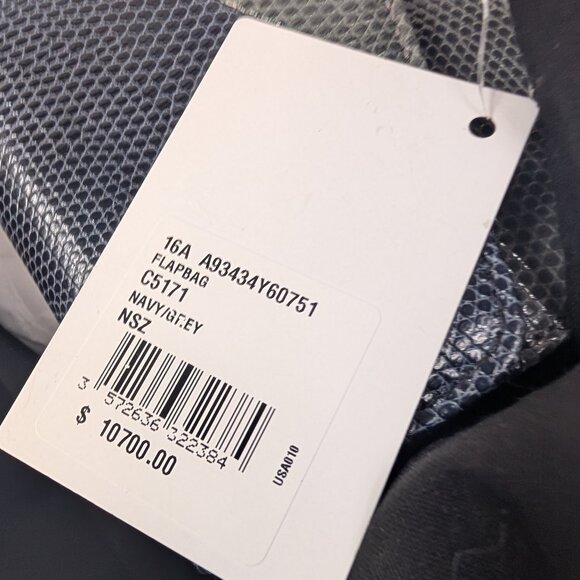 16A A93434Y60751
FLAPBAG
C5171
NAVY/GREY
NSZ
3 572636 322384
$ 10700.00
USA010